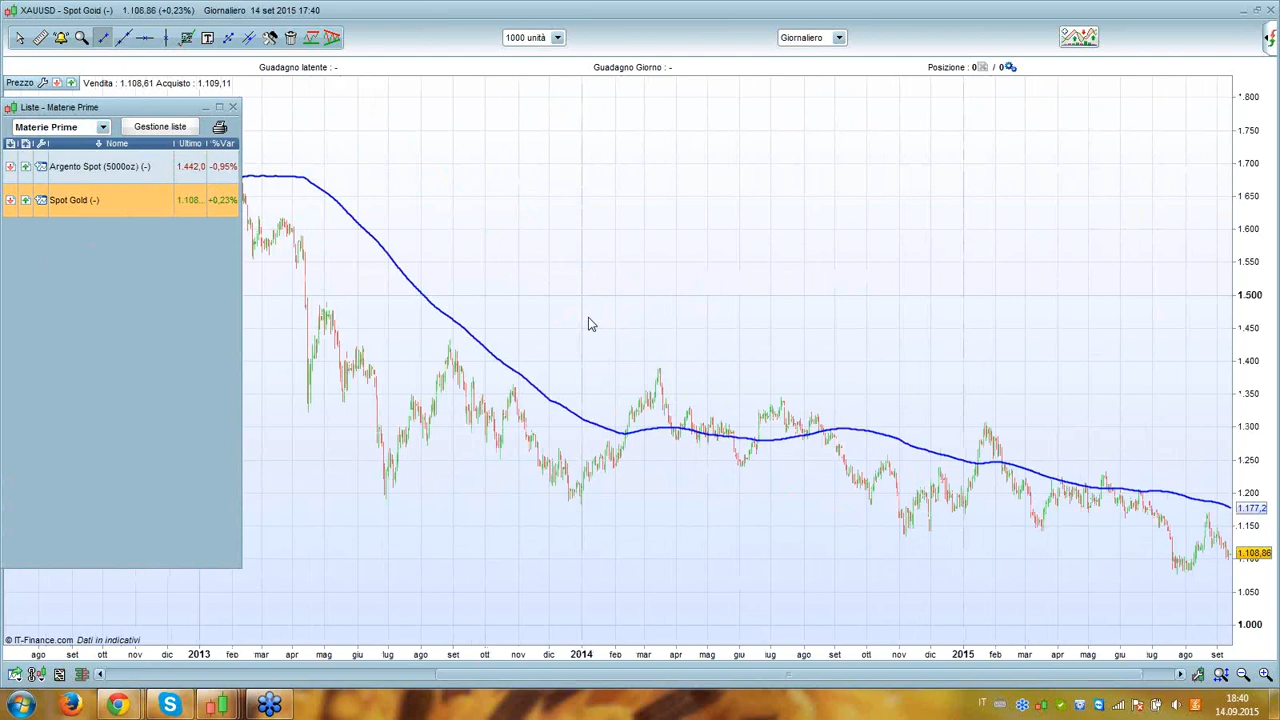 XAUUSD - Spot Gold (-) 1.108,86 (+0,23%) Giornaliero 14 set 2015 17:40
1000 unità
Giornaliero
Guadagno latente : -
Guadagno Giorno : -
Posizione : 0 / 0
Prezzo
Vendita : 1.108,61 Acquisto : 1.109,11
Liste - Materie Prime
Materie Prime
Gestione liste
Nome
Ultimo
%Var
Argento Spot (5000oz) (-)
1.442,0
-0,95%
Spot Gold (-)
1.108...
+0,23%
1.800
1.750
1.700
1.650
1.600
1.550
1.500
1.450
1.400
1.350
1.300
1.250
1.200
1.177,2
1.150
1.108,86
1.050
1.000
© IT-Finance.com Dati in indicativi
ago set ott nov dic 2013 feb mar apr mag giu lug ago set ott nov dic 2014 feb mar apr mag giu lug ago set ott nov dic 2015 feb mar apr mag giu lug ago set
IT
18:40
14.09.2015